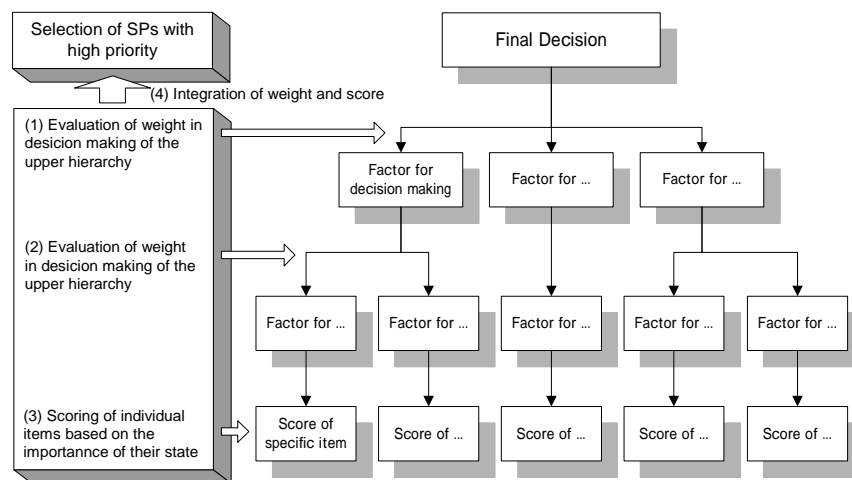 Selection of SPs with
high priority
Final Decision
(4) Integration of weight and score
(1) Evaluation of weight in
desicion making of the
upper hierarchy
Factor for
decision making
Factor for ...
Factor for ...
(2) Evaluation of weight
in desicion making of the
upper hierarchy
Factor for ...
Factor for ...
Factor for ...
Factor for ...
Factor for ...
(3) Scoring of individual
items based on the
importannce of their state
Score of
specific item
Score of ...
Score of ...
Score of ...
Score of ...